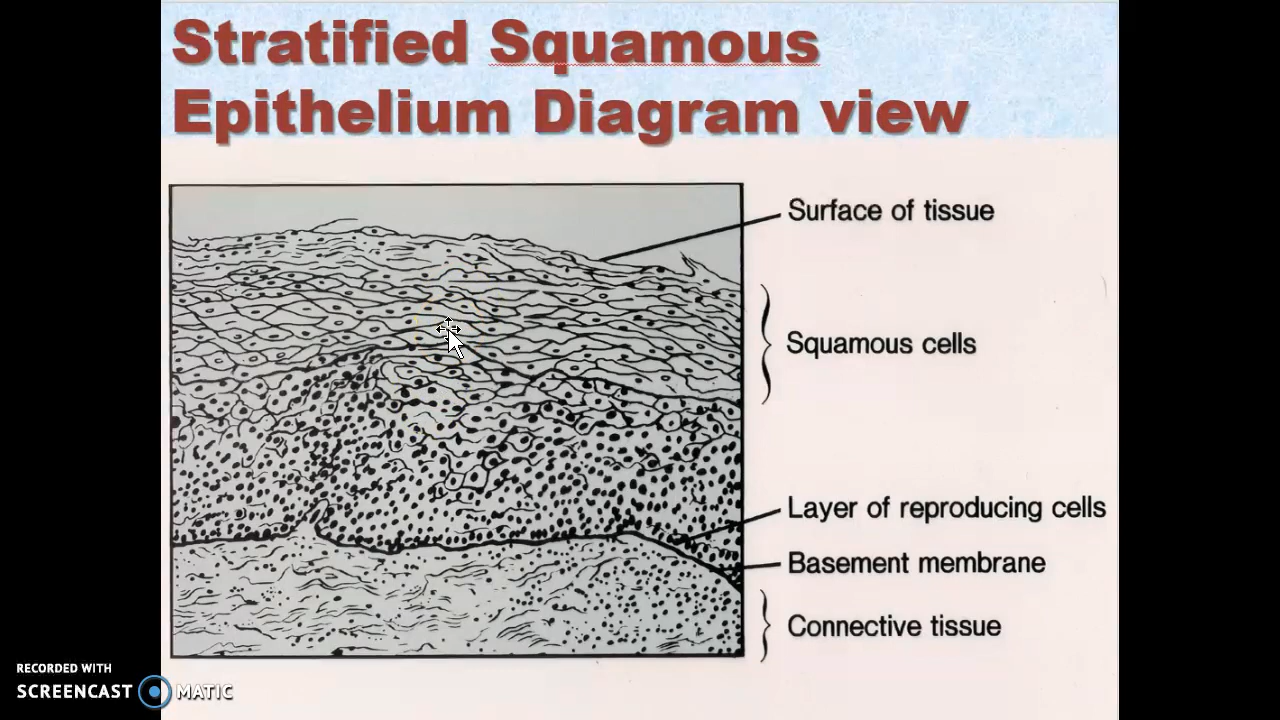 Stratified Squamous
Epithelium Diagram view
Surface of tissue
Squamous cells
Layer of reproducing cells
Basement membrane
Connective tissue
RECORDED WITH
SCREENCAST MATIC